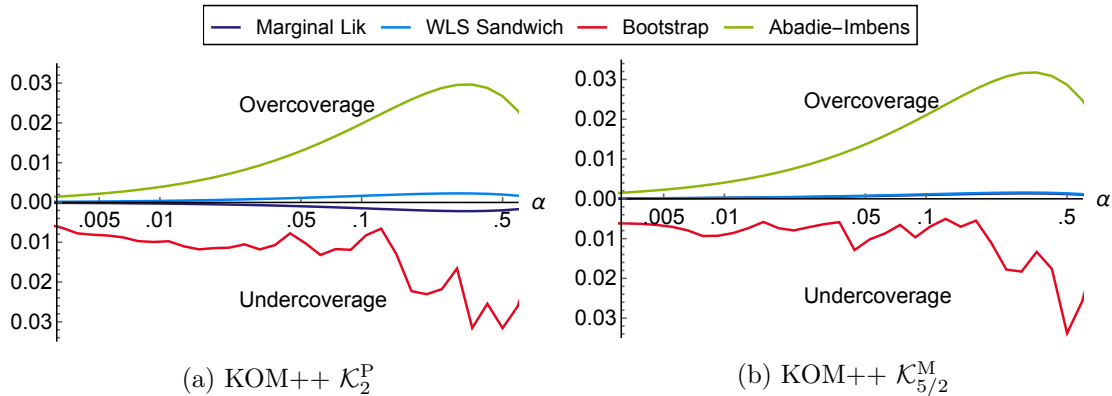 Marginal Lik WLS Sandwich Bootstrap Abadie–Imbens
0.03
0.02
0.01
0.00
0.01
0.02
0.03
Overcoverage
.005 .01 .05 .1 .5 α
Undercoverage
(a) KOM++ 𝒦₂ᴾ
0.03
0.02
0.01
0.00
0.01
0.02
0.03
Overcoverage
.005 .01 .05 .1 .5 α
Undercoverage
(b) KOM++ 𝒦ᴹ₅/₂